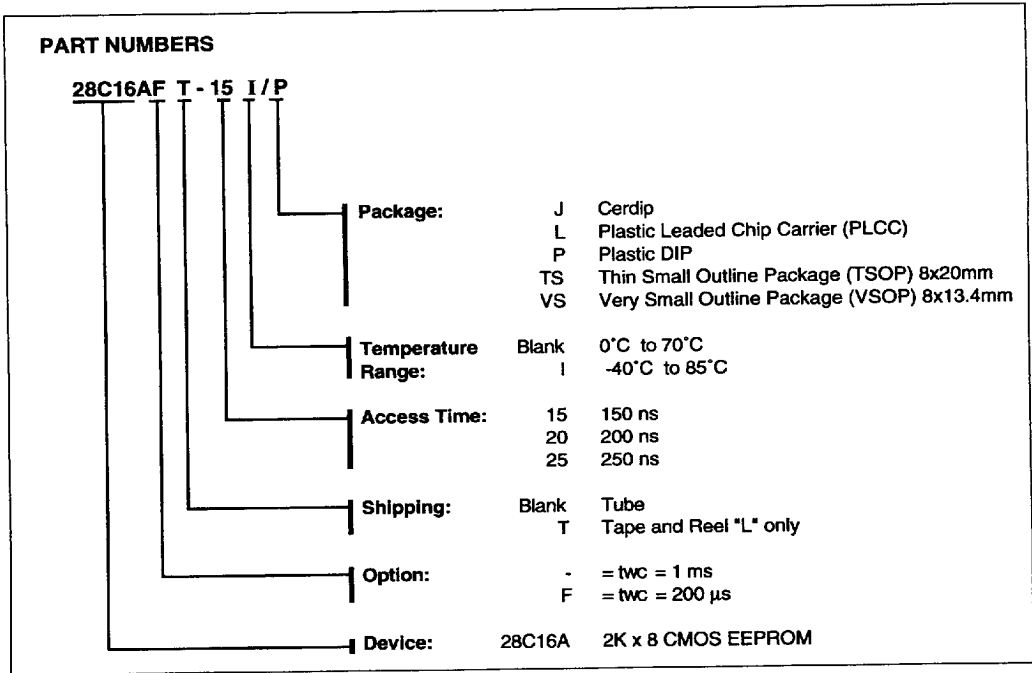 PART NUMBERS
28C16AF T - 15 I / P
Package: J Cerdip
L Plastic Leaded Chip Carrier (PLCC)
P Plastic DIP
TS Thin Small Outline Package (TSOP) 8x20mm
VS Very Small Outline Package (VSOP) 8x13.4mm
Temperature Blank 0˚C to 70˚C
Range: I -40˚C to 85˚C
Access Time: 15 150 ns
20 200 ns
25 250 ns
Shipping: Blank Tube
T Tape and Reel "L" only
Option: - = twc = 1 ms
F = twc = 200 µs
Device: 28C16A 2K x 8 CMOS EEPROM